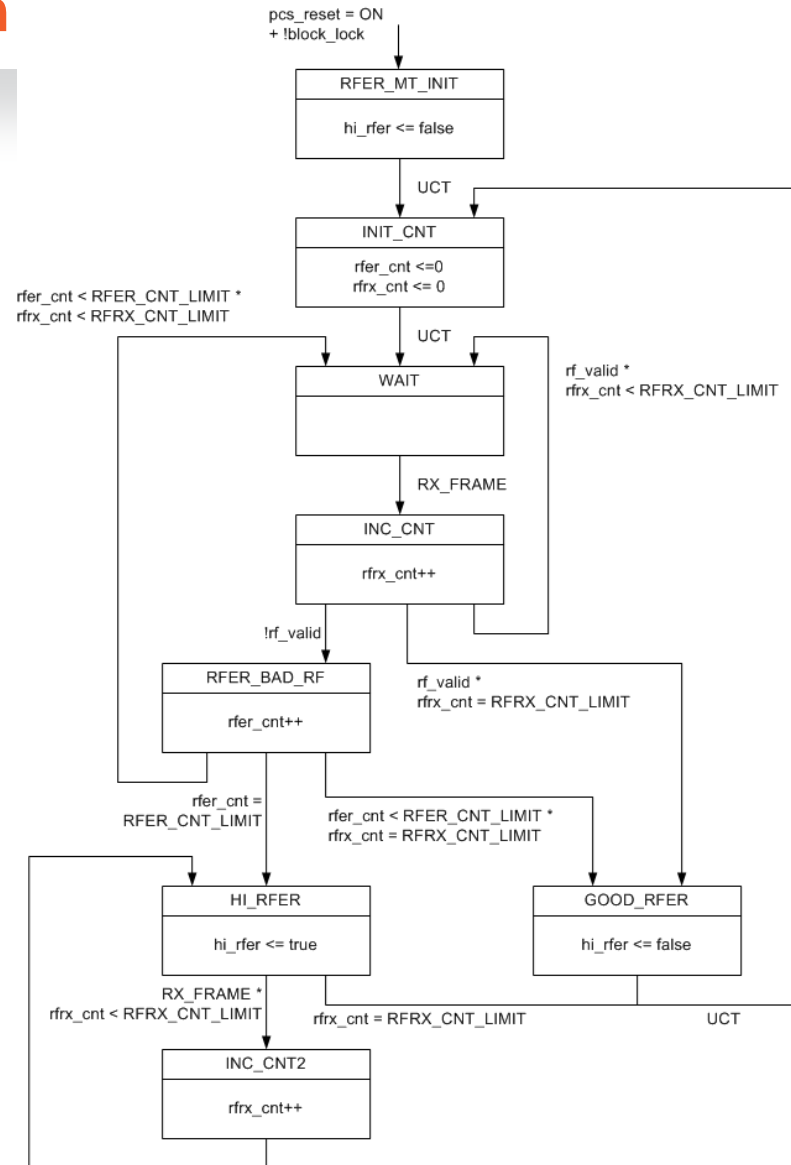 pcs_reset = ON
+ !block_lock
RFER_MT_INIT
hi_rfer <= false
UCT
INIT_CNT
rfer_cnt <=0
rfrx_cnt <= 0
rfer_cnt < RFER_CNT_LIMIT *
rfrx_cnt < RFRX_CNT_LIMIT
UCT
WAIT
rf_valid *
rfrx_cnt < RFRX_CNT_LIMIT
RX_FRAME
INC_CNT
rfrx_cnt++
!rf_valid
RFER_BAD_RF
rfer_cnt++
rf_valid *
rfrx_cnt = RFRX_CNT_LIMIT
rfer_cnt =
RFER_CNT_LIMIT
rfer_cnt < RFER_CNT_LIMIT *
rfrx_cnt = RFRX_CNT_LIMIT
HI_RFER
hi_rfer <= true
GOOD_RFER
hi_rfer <= false
RX_FRAME *
rfrx_cnt < RFRX_CNT_LIMIT
rfrx_cnt = RFRX_CNT_LIMIT
UCT
INC_CNT2
rfrx_cnt++